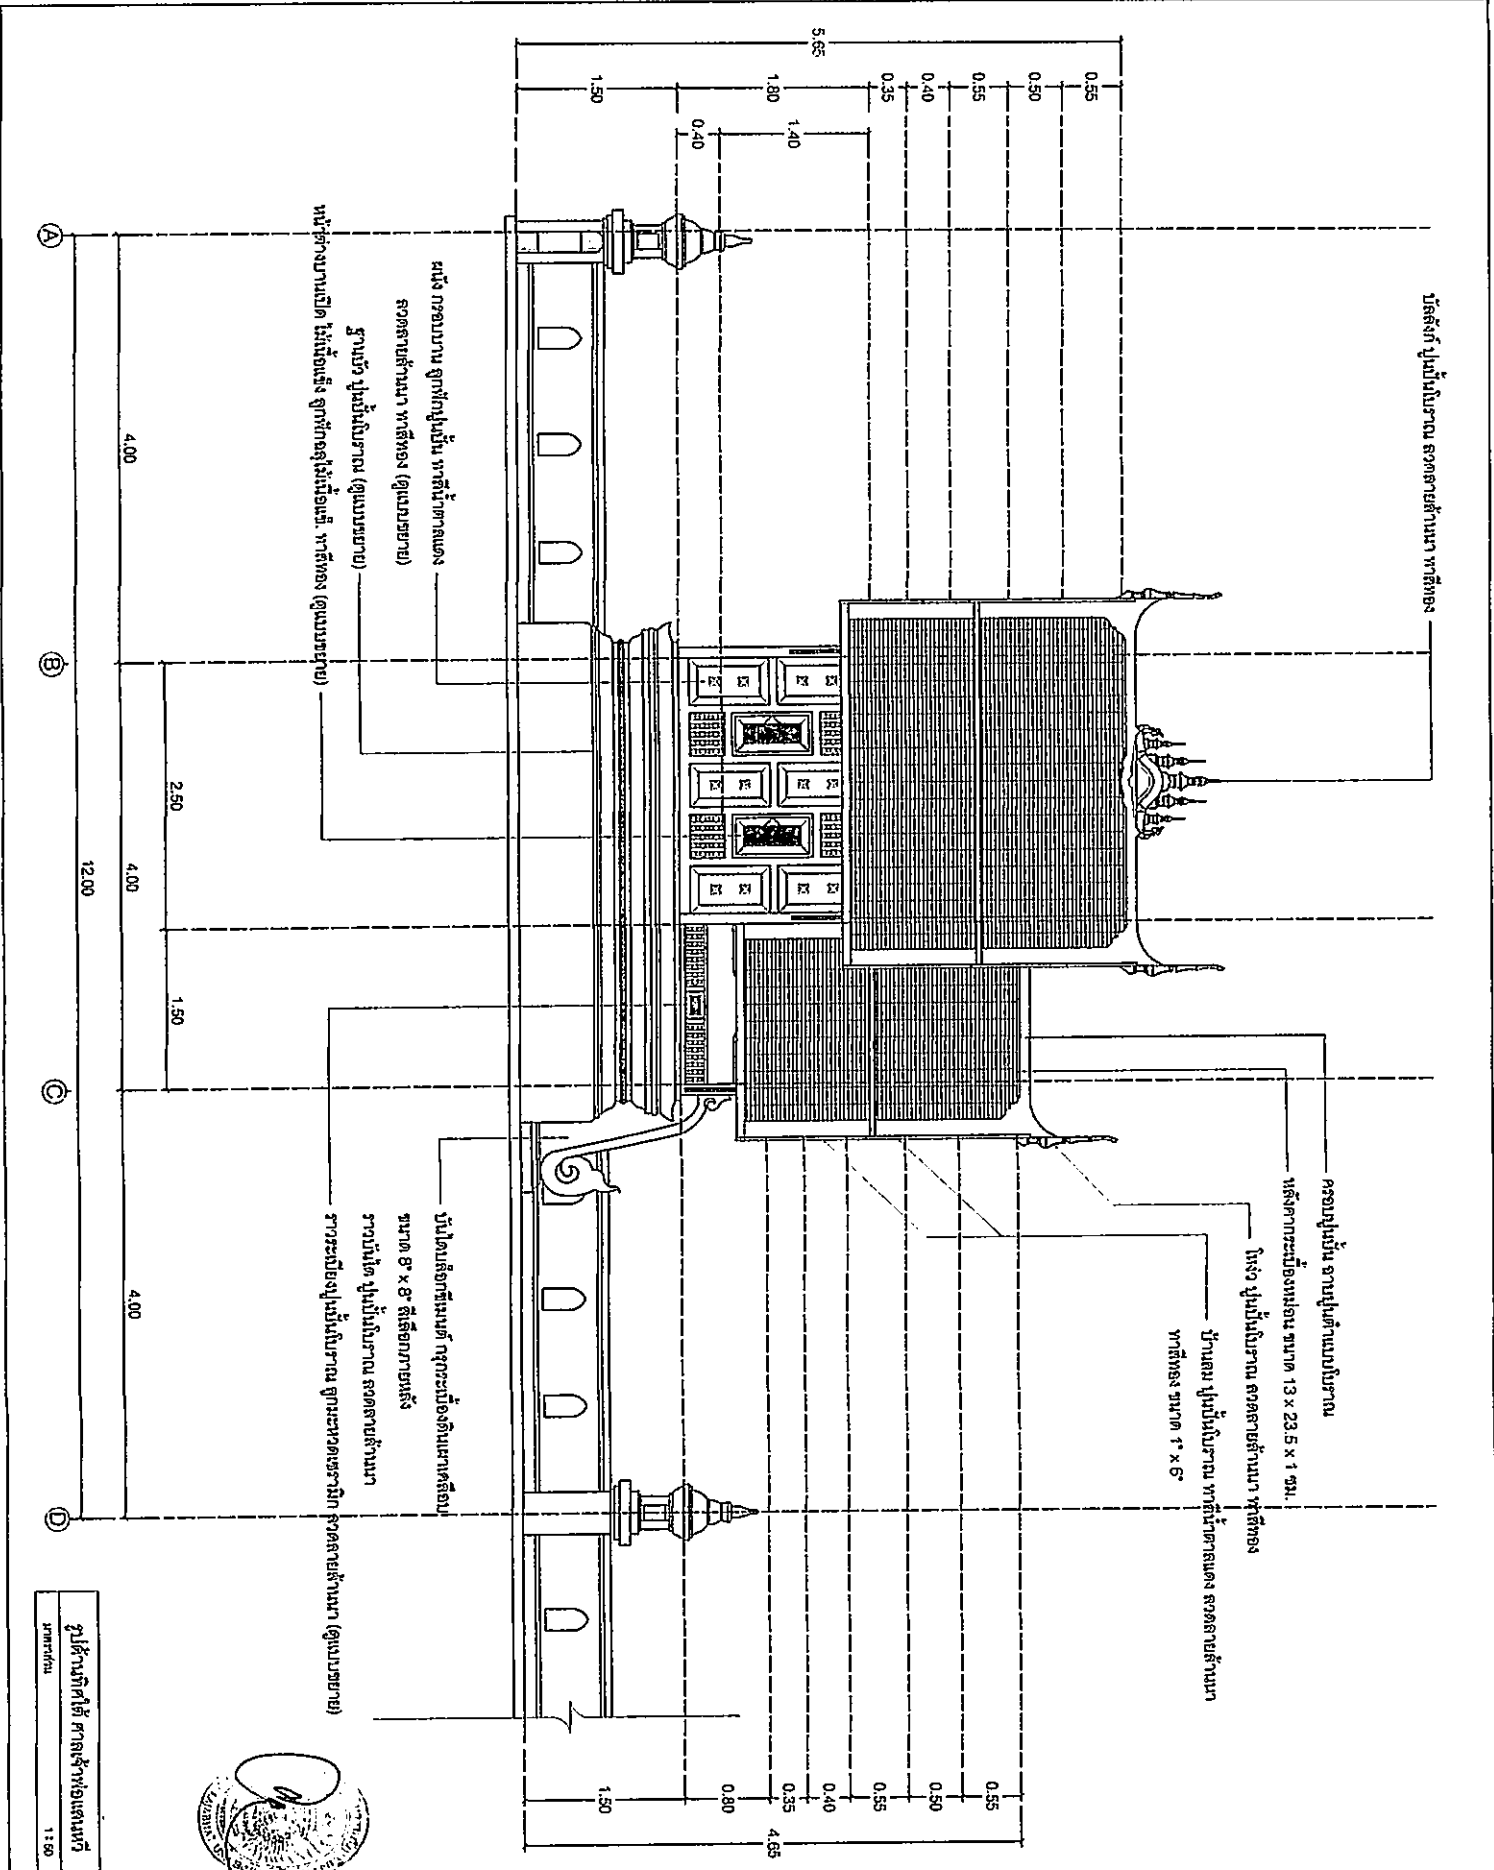 บัลลังก์ ปูนปั้นโบราณ ลวดลายล้านนา ทาสีทอง
ครอบปูนปั้น ฉาบปูนตำแบบโบราณ
หลังคากระเบื้องหม่อน ขนาด 13 x 23.5 x 1 ซม.
โหง่ว ปูนปั้นโบราณ ลวดลายล้านนา ทาสีทอง
ป้านลม ปูนปั้นโบราณ ทาสีน้ำตาลแดง ลวดลายล้านนา
ทาสีทอง ขนาด 1" x 6"
5.65
0.55
0.50
0.55
0.40
0.35
1.80
1.50
1.40
0.40
0.55
0.50
0.55
0.40
0.35
0.80
1.50
4.65
ผนัง กรอบบาน ลูกฟักปูนปั้น ทาสีน้ำตาลแดง
ลวดลายล้านนา ทาสีทอง (ดูแบบขยาย)
ฐานบัว ปูนปั้นโบราณ (ดูแบบขยาย)
หน้าต่างบานเปิด ไม้เนื้อแข็ง ลูกฟักสลุไม้เนื้อแข็ง ทาสีทอง (ดูแบบขยาย)
บันไดบล๊อกซีเมนต์ กรุกระเบื้องดินเผาเคลือบ
ขนาด 8" x 8" สีเลือกภายหลัง
ราวบันได ปูนปั้นโบราณ ลวดลายล้านนา
ราวระเบียงปูนปั้นโบราณ ลูกมะหวดเซรามิก ลวดลายล้านนา (ดูแบบขยาย)
2.50
1.50
4.00
4.00
4.00
12.00
A
B
C
D
รูปด้านทิศใต้ ศาลเจ้าพ่อแสนหวี
มาตราส่วน 1 : 50